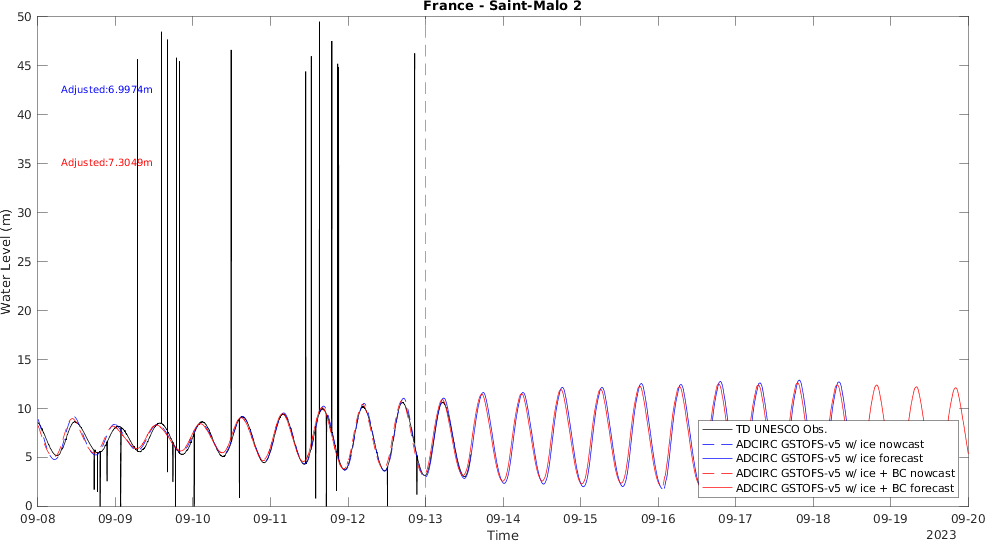 France - Saint-Malo 2
50
45
40
35
30
25
20
15
10
5
0
Water Level (m)
Adjusted:6.9974m
Adjusted:7.3049m
TD UNESCO Obs.
ADCIRC GSTOFS-v5 w/ ice nowcast
ADCIRC GSTOFS-v5 w/ ice forecast
ADCIRC GSTOFS-v5 w/ ice + BC nowcast
ADCIRC GSTOFS-v5 w/ ice + BC forecast
09-08 09-09 09-10 09-11 09-12 09-13 09-14 09-15 09-16 09-17 09-18 09-19 09-20
Time
2023